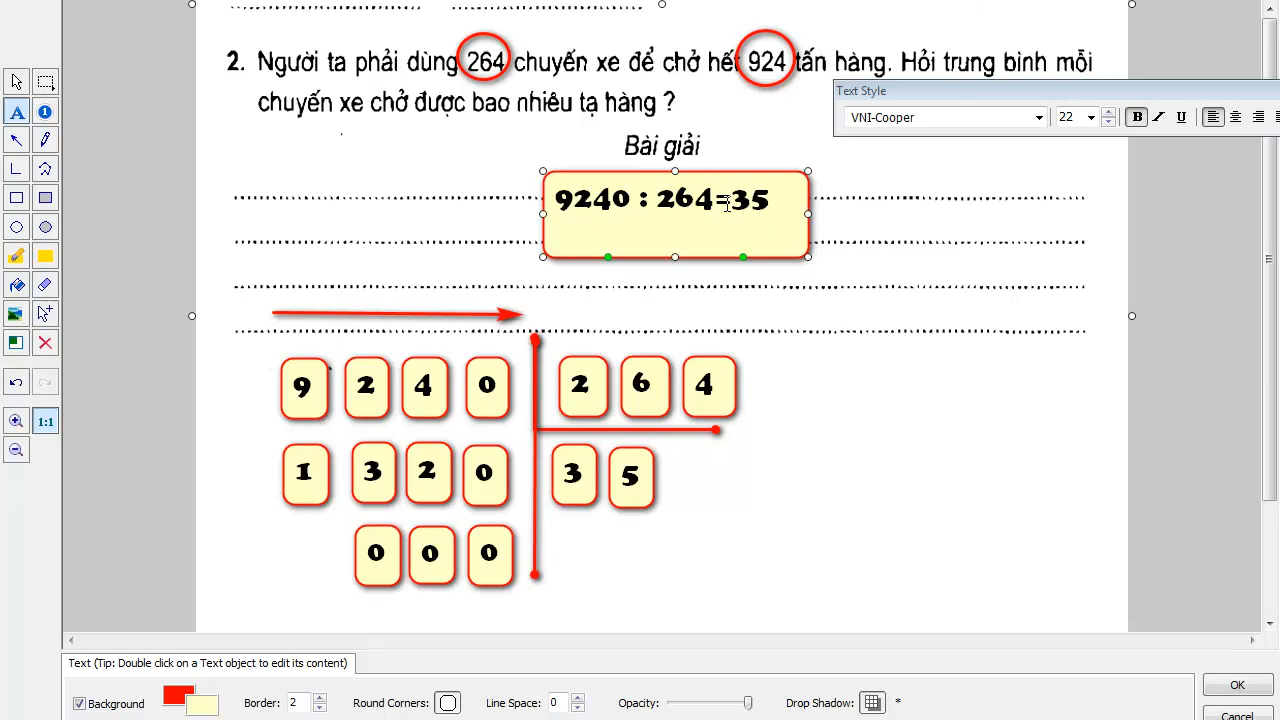 2. Người ta phải dùng 264 chuyến xe để chở hết 924 tấn hàng. Hỏi trung bình mỗi
chuyến xe chở được bao nhiêu tạ hàng ?
Text Style
VNI-Cooper
22
B I U
Bài giải
9240 : 264=35
9 2 4 0 2 6 4
1 3 2 0 3 5
0 0 0
1:1
Text (Tip: Double click on a Text object to edit its content)
Background
Border: 2
Round Corners:
Line Space: 0
Opacity:
Drop Shadow:
OK
Cancel